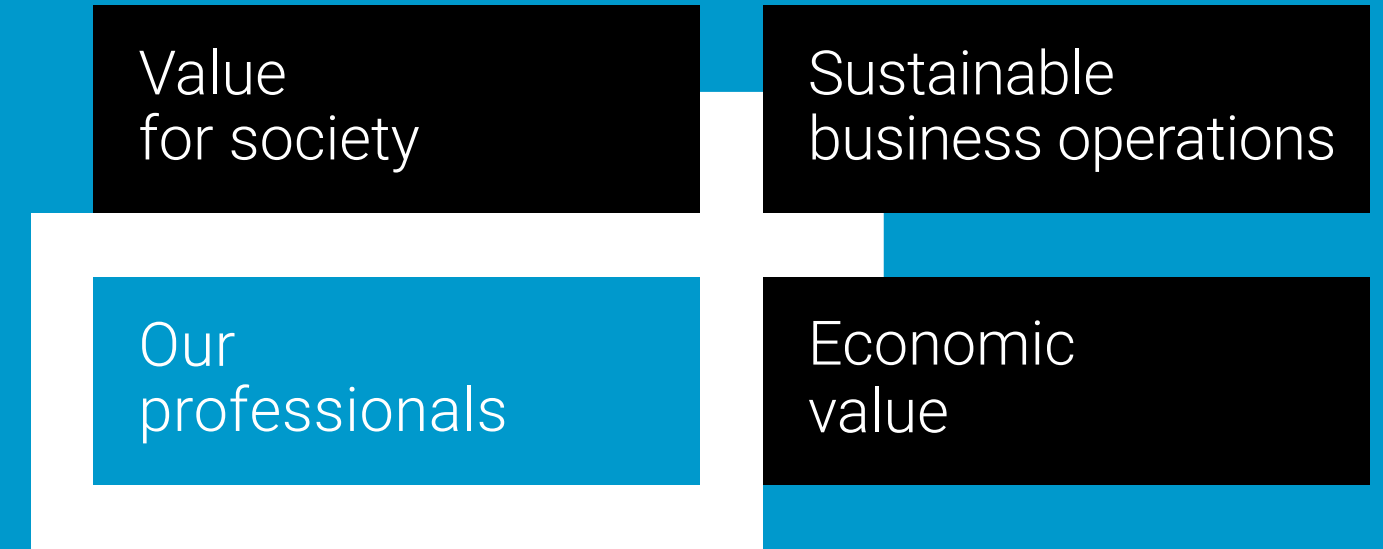 Value
for society
Sustainable
business operations
Our
professionals
Economic
value